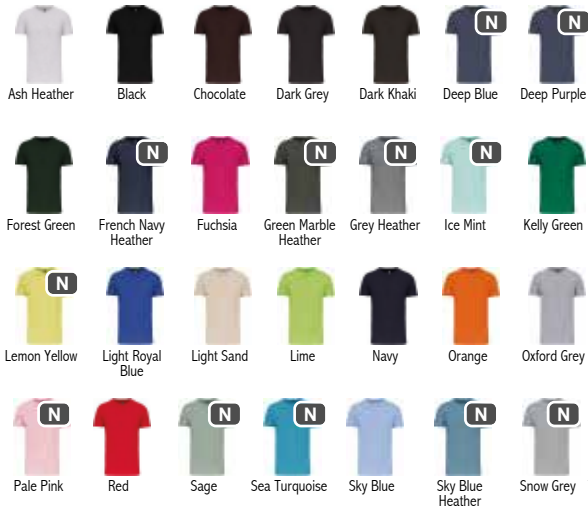 N N
Ash Heather Black Chocolate Dark Grey Dark Khaki Deep Blue Deep Purple
N N N N
Forest Green French Navy Fuchsia Green Marble Grey Heather Ice Mint Kelly Green
Heather Heather
N
Lemon Yellow Light Royal Light Sand Lime Navy Orange Oxford Grey
Blue
N N N N N
Pale Pink Red Sage Sea Turquoise Sky Blue Sky Blue Snow Grey
Heather